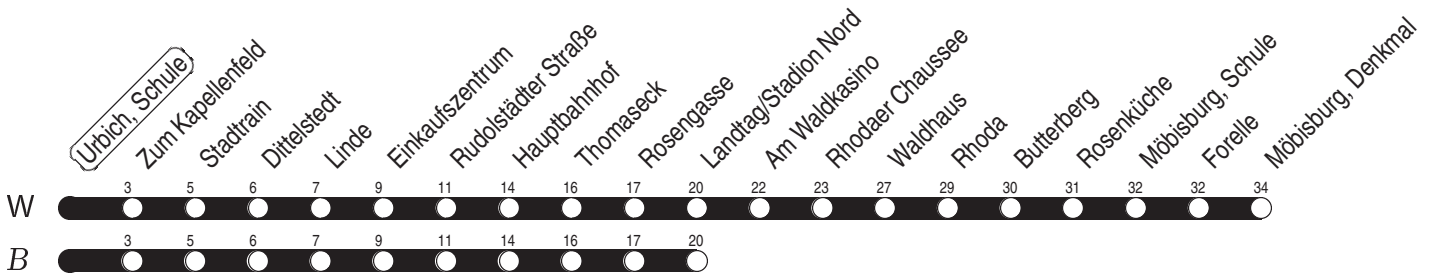 Urbich, Schule
Zum Kapellenfeld
Stadtrain
Dittelstedt
Linde
Einkaufszentrum
Rudolstädter Straße
Hauptbahnhof
Thomaseck
Rosengasse
Landtag/Stadion Nord
Am Waldkasino
Rhodaer Chaussee
Waldhaus
Rhoda
Butterberg
Rosenküche
Möbisburg, Schule
Forelle
Möbisburg, Denkmal
W 3 5 6 7 9 11 14 16 17 20 22 23 27 29 30 31 32 32 34
B 3 5 6 7 9 11 14 16 17 20